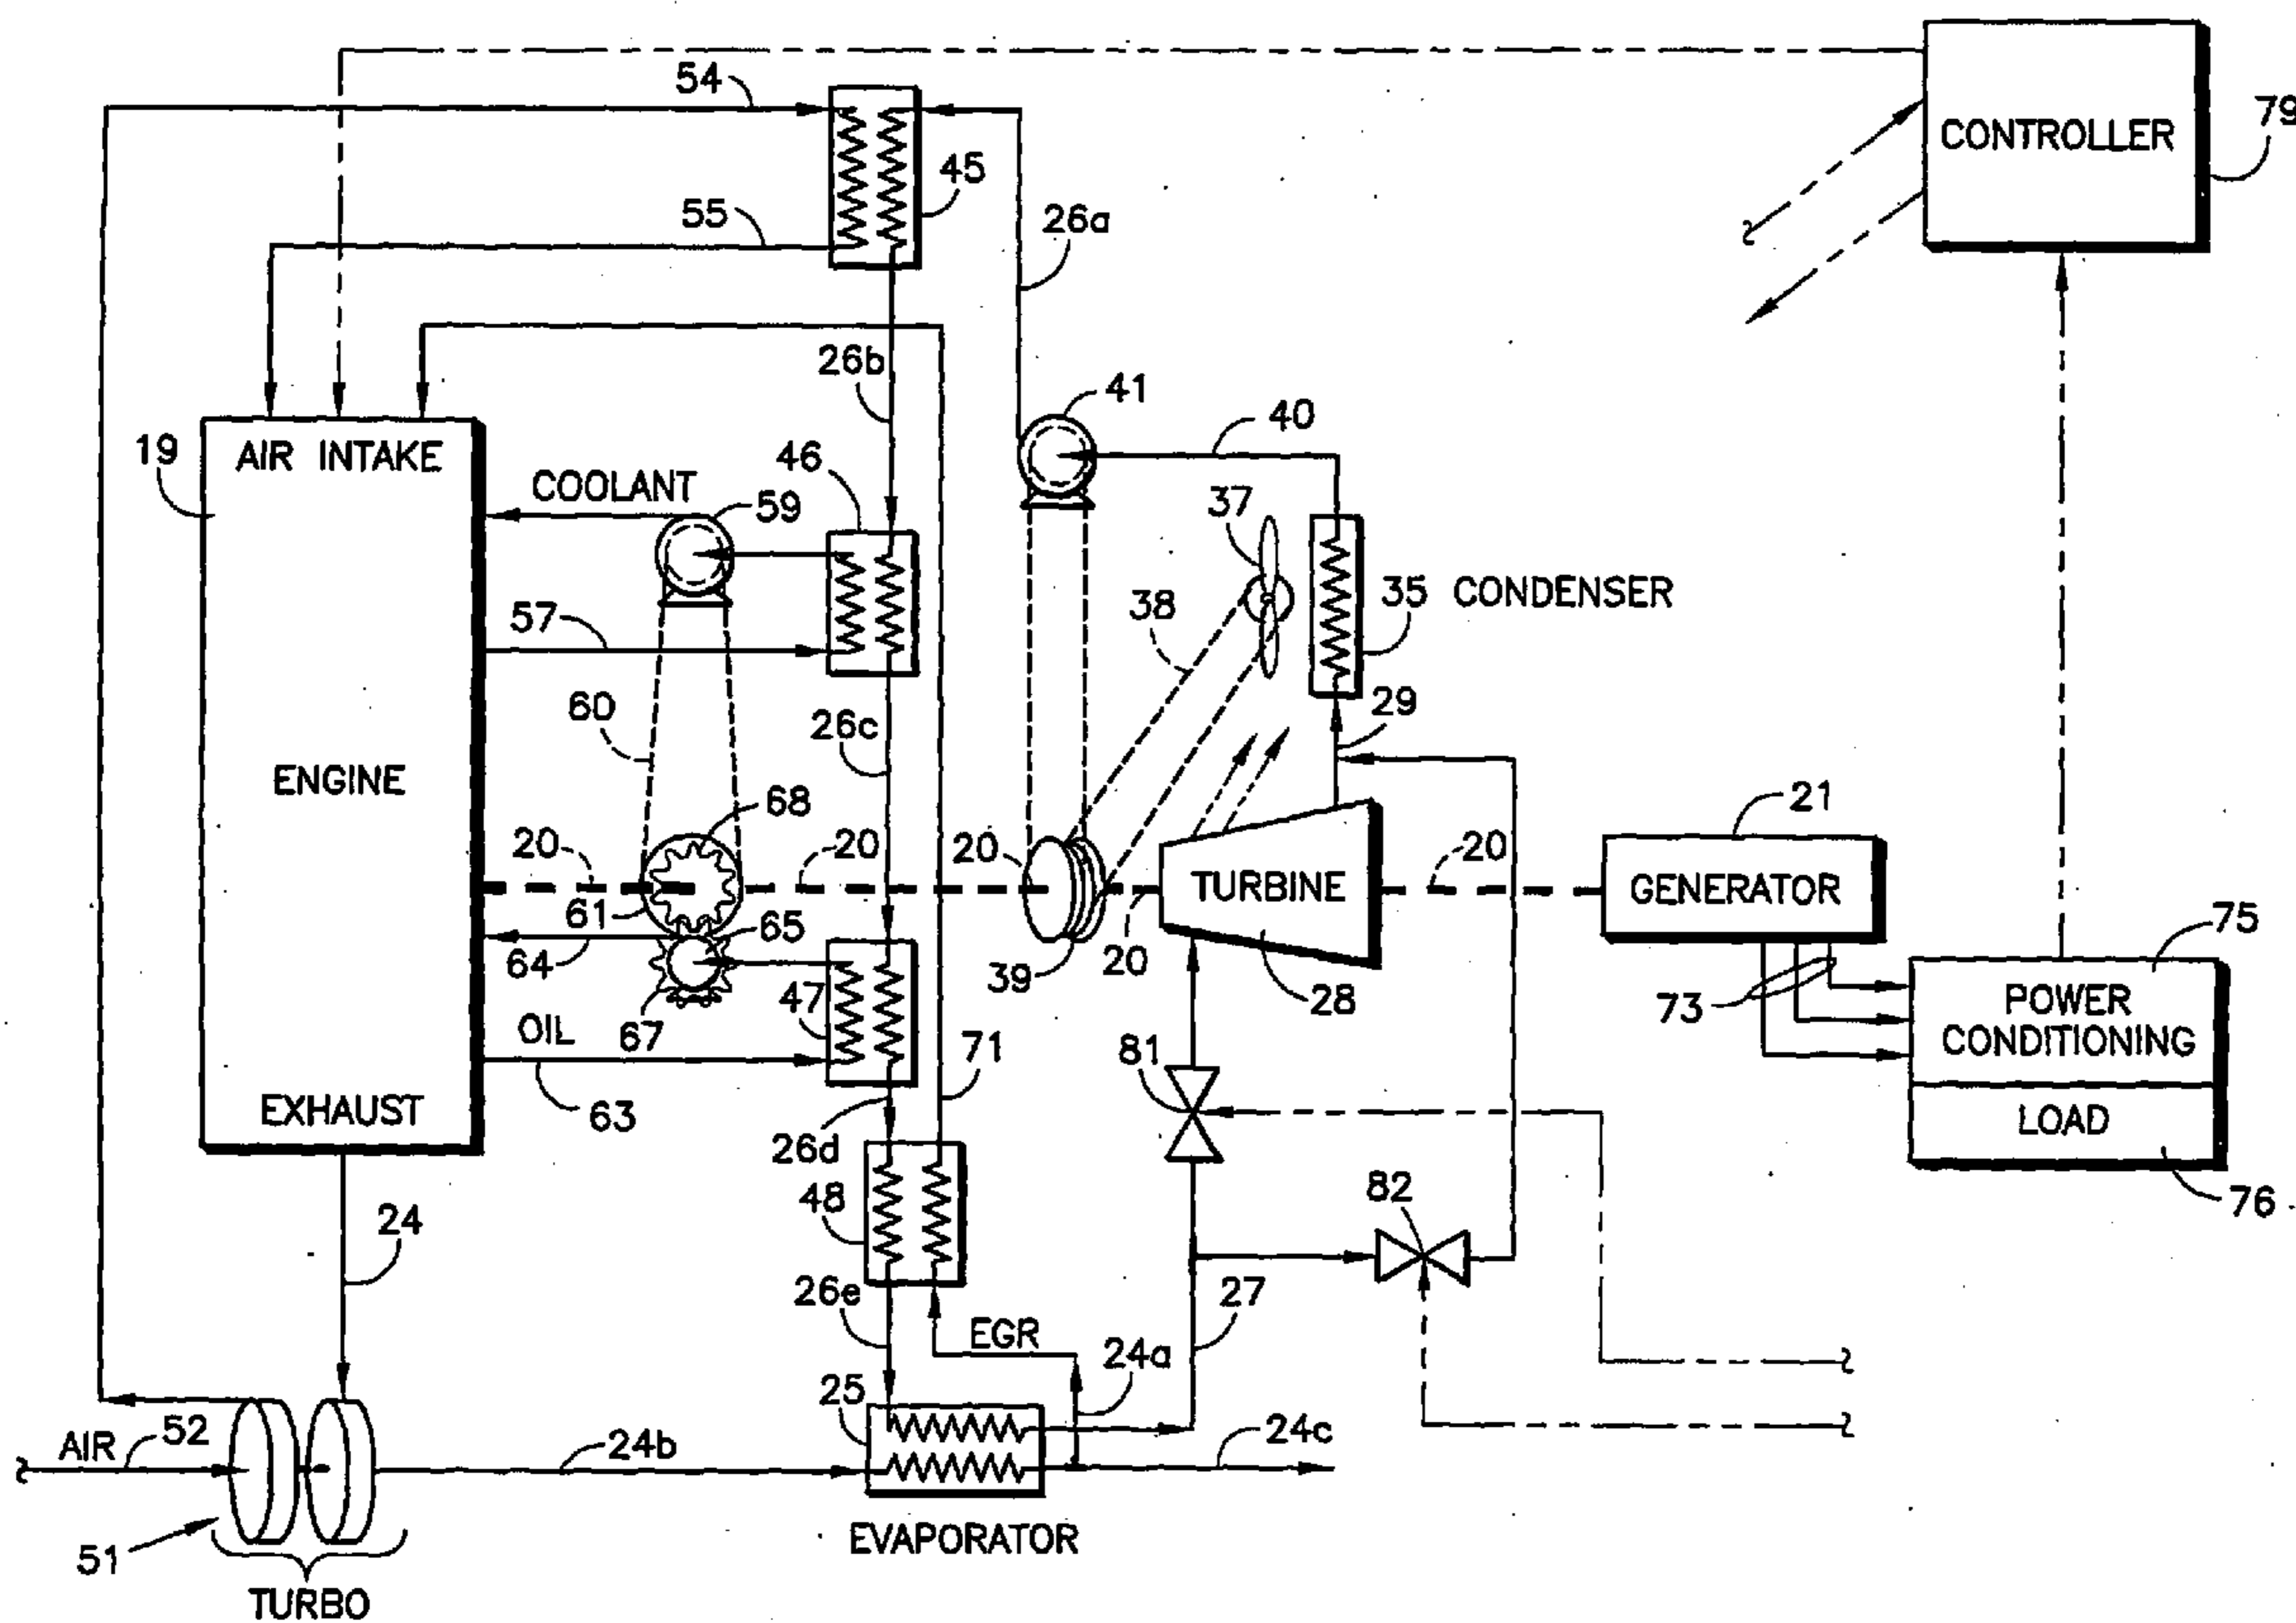 54
CONTROLLER
79
45
55
26a
26b
41
40
19
AIR INTAKE
46
COOLANT
59
37
38
35 CONDENSER
57
29
60
26c
ENGINE
68
21
20
20
20
20
TURBINE
GENERATOR
61
65
75
64
39
20
28
73
POWER
CONDITIONING
OIL
67
47
71
81
EXHAUST
63
LOAD
26d
48
82
76
24
26e
EGR
24a
27
25
AIR
52
24b
24c
51
EVAPORATOR
TURBO